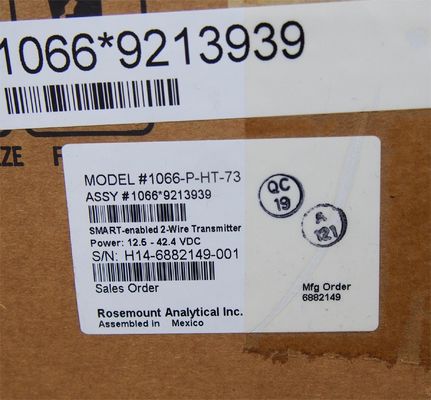 1066*9213939
ZE F
MODEL #1066-P-HT-73
ASSY #1066*9213939
SMART-enabled 2-Wire Transmitter
Power: 12.5 - 42.4 VDC
S/N: H14-6882149-001
Sales Order
Mfg Order
6882149
Rosemount Analytical Inc.
Assembled in Mexico
QC
19
A
121